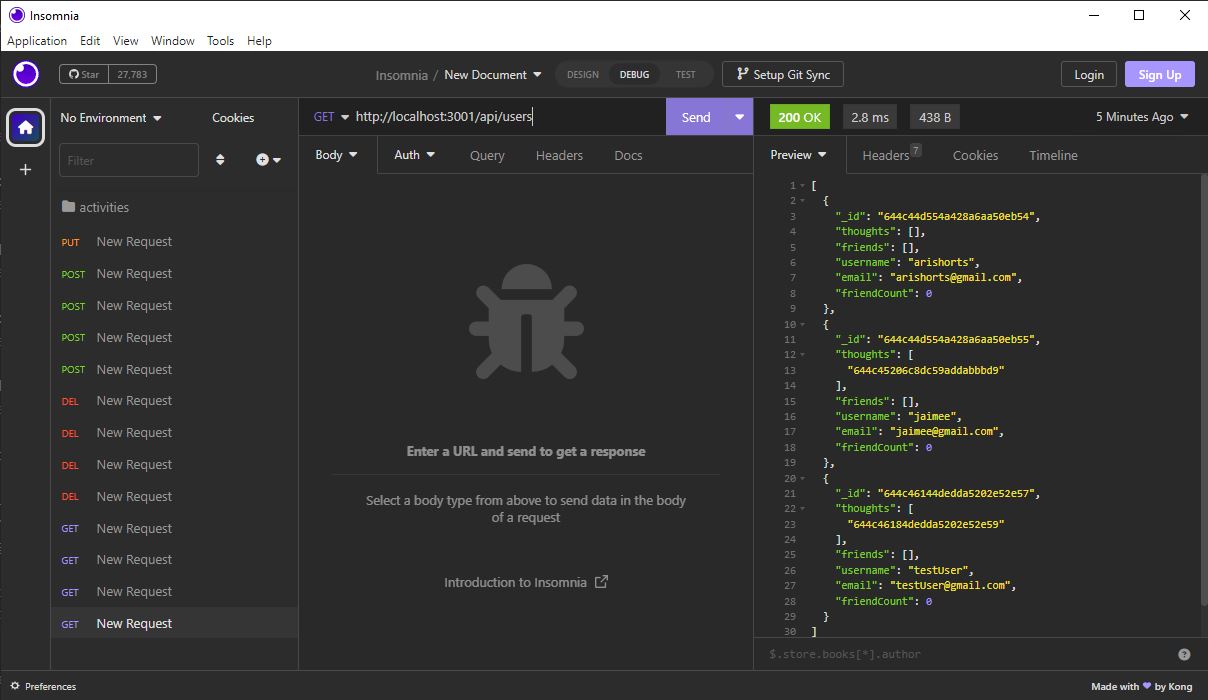 Insomnia
Application Edit View Window Tools Help
Star 27,783
Insomnia / New Document
DESIGN DEBUG TEST
Setup Git Sync
Login
Sign Up
No Environment
Cookies
Filter
activities
PUT New Request
POST New Request
POST New Request
POST New Request
POST New Request
DEL New Request
DEL New Request
DEL New Request
DEL New Request
GET New Request
GET New Request
GET New Request
GET New Request
GET http://localhost:3001/api/users
Send
Body Auth Query Headers Docs
Enter a URL and send to get a response
Select a body type from above to send data in the body
of a request
Introduction to Insomnia
200 OK 2.8 ms 438 B 5 Minutes Ago
Preview Headers 7 Cookies Timeline
1 [
2 {
3 "_id": "644c44d554a428a6aa50eb54",
4 "thoughts": [],
5 "friends": [],
6 "username": "arishorts",
7 "email": "arishorts@gmail.com",
8 "friendCount": 0
9 },
10 {
11 "_id": "644c44d554a428a6aa50eb55",
12 "thoughts": [
13 "644c45206c8dc59addabbbd9"
14 ],
15 "friends": [],
16 "username": "jaimee",
17 "email": "jaimee@gmail.com",
18 "friendCount": 0
19 },
20 {
21 "_id": "644c46144dedda5202e52e57",
22 "thoughts": [
23 "644c46184dedda5202e52e59"
24 ],
25 "friends": [],
26 "username": "testUser",
27 "email": "testUser@gmail.com",
28 "friendCount": 0
29 }
30 ]
$.store.books[*].author
Preferences
Made with ♥ by Kong